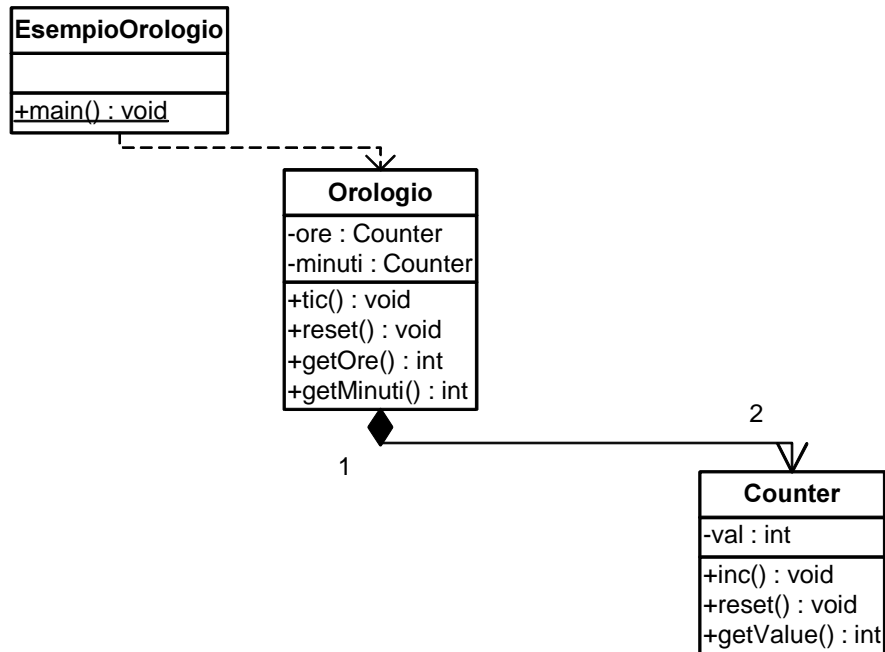 EsempioOrologio
+main() : void
Orologio
-ore : Counter
-minuti : Counter
+tic() : void
+reset() : void
+getOre() : int
+getMinuti() : int
1
2
Counter
-val : int
+inc() : void
+reset() : void
+getValue() : int